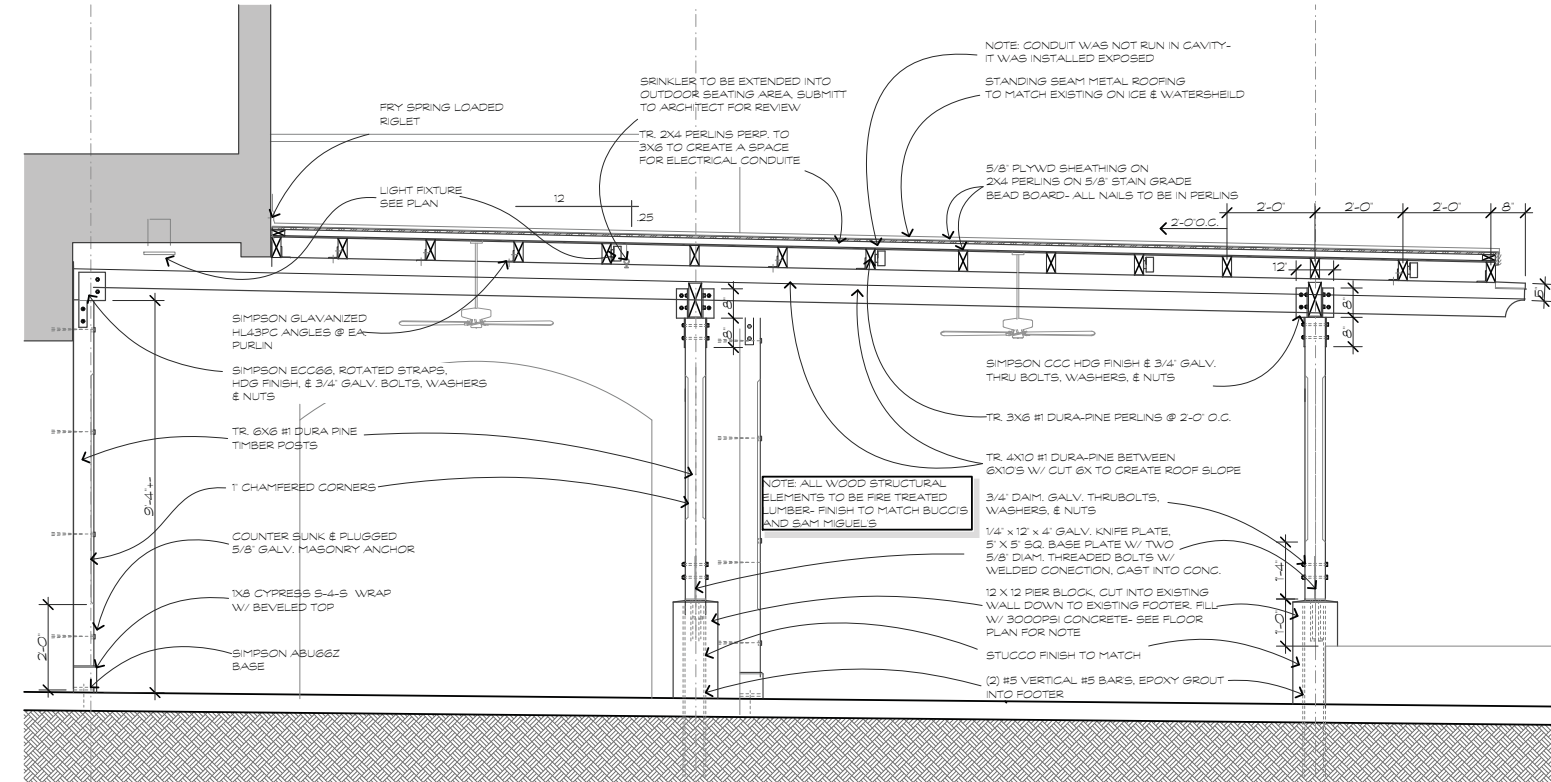 NOTE: CONDUIT WAS NOT RUN IN CAVITY-
IT WAS INSTALLED EXPOSED
SRINKLER TO BE EXTENDED INTO
OUTDOOR SEATING AREA, SUBMITT
TO ARCHITECT FOR REVIEW
STANDING SEAM METAL ROOFING
TO MATCH EXISTING ON ICE & WATERSHEILD
FRY SPRING LOADED
RIGLET
TR. 2X4 PERLINS PERP. TO
3X6 TO CREATE A SPACE
FOR ELECTRICAL CONDUITE
5/8" PLYWD SHEATHING ON
2X4 PERLINS ON 5/8" STAIN GRADE
BEAD BOARD- ALL NAILS TO BE IN PERLINS
LIGHT FIXTURE
SEE PLAN
12
.25
2'-0"O.C.
2'-0"
2'-0"
2'-0"
8"
12"
6"
8"
8"
8"
8"
SIMPSON GLAVANIZED
HL43PC ANGLES @ EA.
PURLIN
SIMPSON ECC66, ROTATED STRAPS,
HDG FINISH, & 3/4" GALV. BOLTS, WASHERS
& NUTS
SIMPSON CCC HDG FINISH & 3/4" GALV.
THRU BOLTS, WASHERS, & NUTS
TR. 3X6 #1 DURA-PINE PERLINS @ 2'-0" O.C.
TR. 6X6 #1 DURA PINE
TIMBER POSTS
TR. 4X10 #1 DURA-PINE BETWEEN
6X10'S W/ CUT 6X TO CREATE ROOF SLOPE
1" CHAMFERED CORNERS
9'-4"±
NOTE: ALL WOOD STRUCTURAL
ELEMENTS TO BE FIRE TREATED
LUMBER- FINISH TO MATCH BUCCIS
AND SAM MIGUEL'S
3/4" DAIM. GALV. THRUBOLTS,
WASHERS, & NUTS
COUNTER SUNK & PLUGGED
5/8" GALV. MASONRY ANCHOR
1/4" x 12" x 4" GALV. KNIFE PLATE,
5" X 5" SQ. BASE PLATE W/ TWO
5/8" DIAM. THREADED BOLTS W/
WELDED CONECTION, CAST INTO CONC.
1'-4"
1X8 CYPRESS S-4-S WRAP
W/ BEVELED TOP
12 X 12 PIER BLOCK, CUT INTO EXISTING
WALL DOWN TO EXISTING FOOTER. FILL
W/ 3000PSI CONCRETE- SEE FLOOR
PLAN FOR NOTE
1'-0"
2'-0"
SIMPSON ABU66Z
BASE
STUCCO FINISH TO MATCH
(2) #5 VERTICAL #5 BARS, EPOXY GROUT
INTO FOOTER